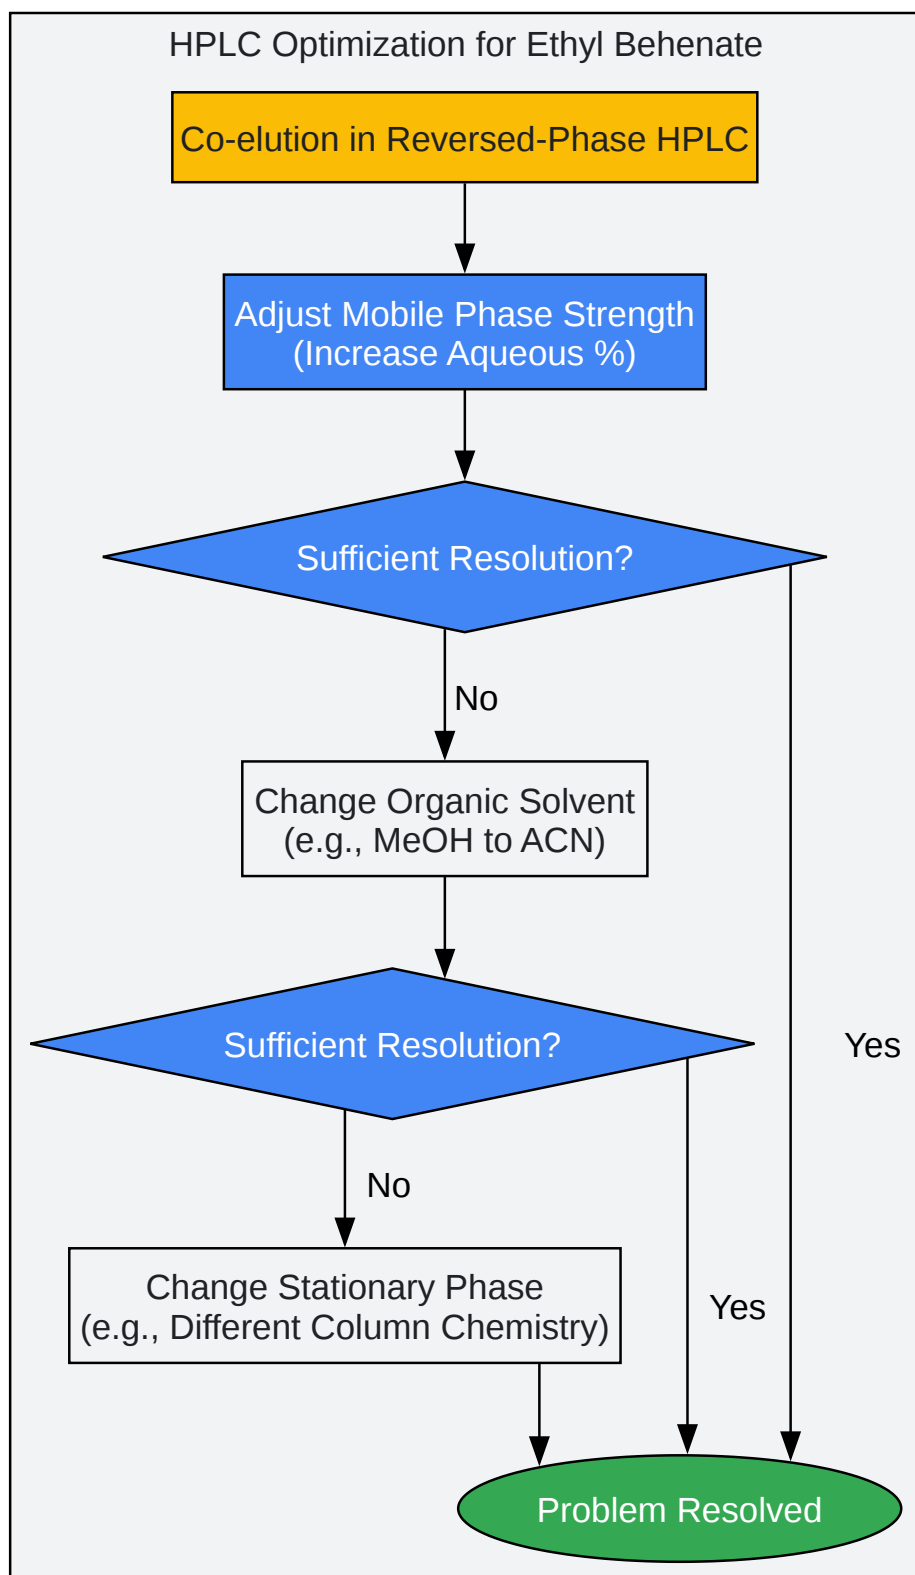 HPLC Optimization for Ethyl Behenate
Co-elution in Reversed-Phase HPLC
Adjust Mobile Phase Strength
(Increase Aqueous %)
Sufficient Resolution?
No
Change Organic Solvent
(e.g., MeOH to ACN)
Sufficient Resolution?
Yes
No
Change Stationary Phase
(e.g., Different Column Chemistry)
Yes
Problem Resolved